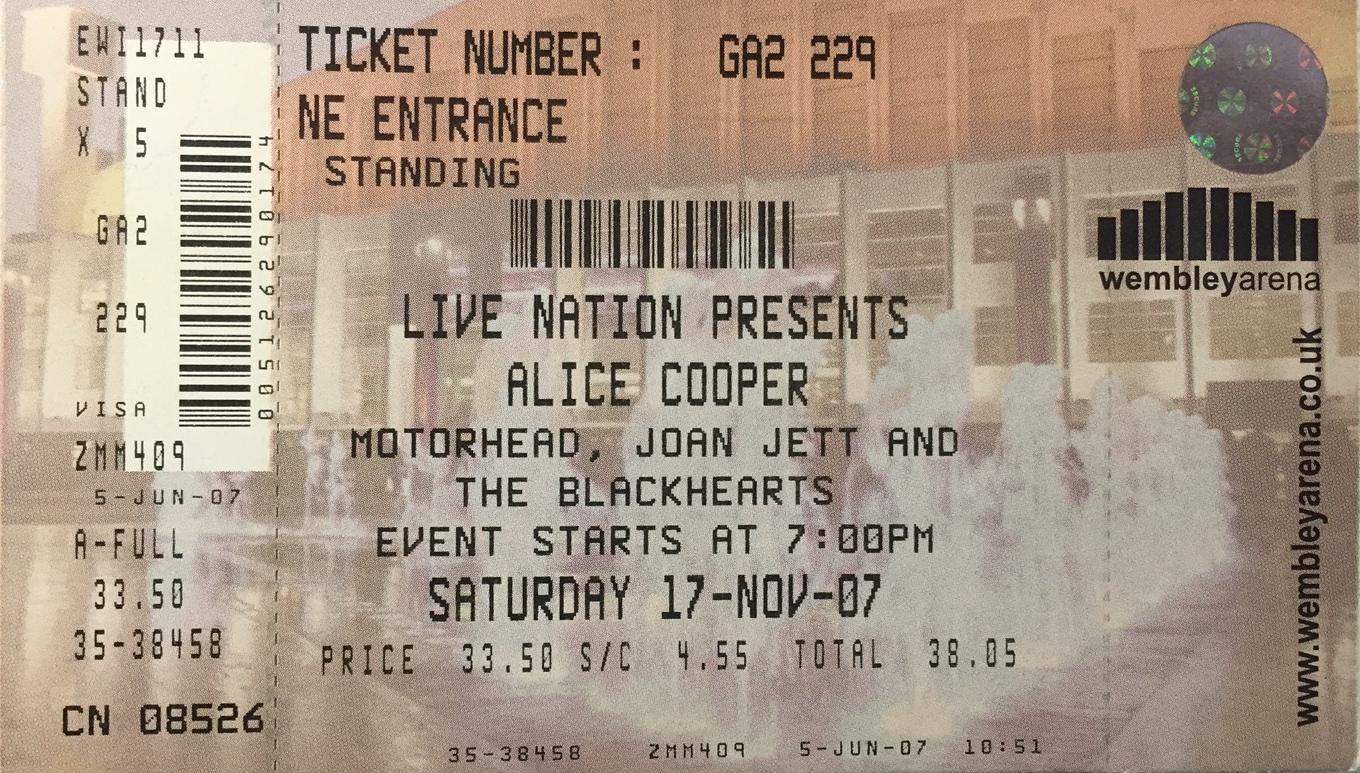 EWI1711
STAND
X 5
GA2
229
VISA
ZMM409
5-JUN-07
A-FULL
33.50
35-38458
CN 08526
0005126290174
TICKET NUMBER : GA2 229
NE ENTRANCE
STANDING
LIVE NATION PRESENTS
ALICE COOPER
MOTORHEAD, JOAN JETT AND
THE BLACKHEARTS
EVENT STARTS AT 7:00PM
SATURDAY 17-NOV-07
PRICE 33.50 S/C 4.55 TOTAL 38.05
35-38458 ZMM409 5-JUN-07 10:51
wembleyarena
www.wembleyarena.co.uk